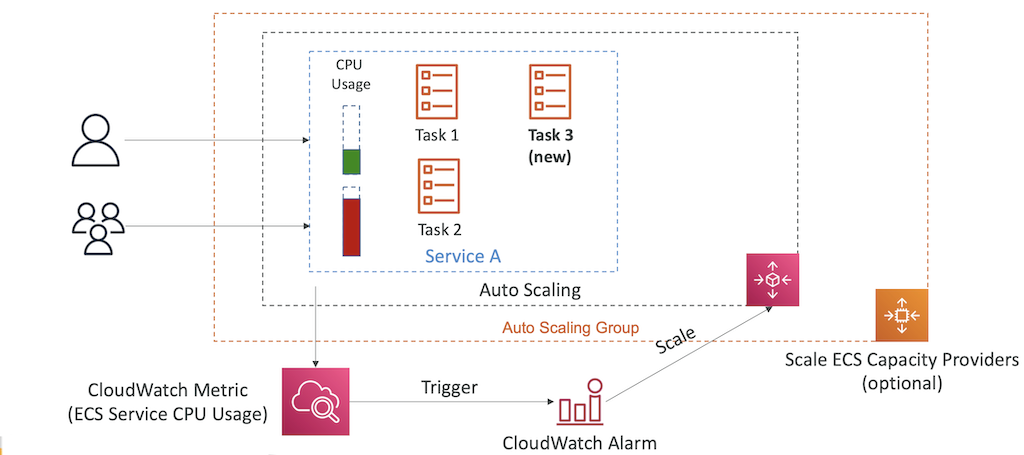 CPU
Usage
Task 1
Task 3
(new)
Task 2
Service A
Auto Scaling
Auto Scaling Group
Scale
Scale ECS Capacity Providers
(optional)
CloudWatch Metric
(ECS Service CPU Usage)
Trigger
CloudWatch Alarm